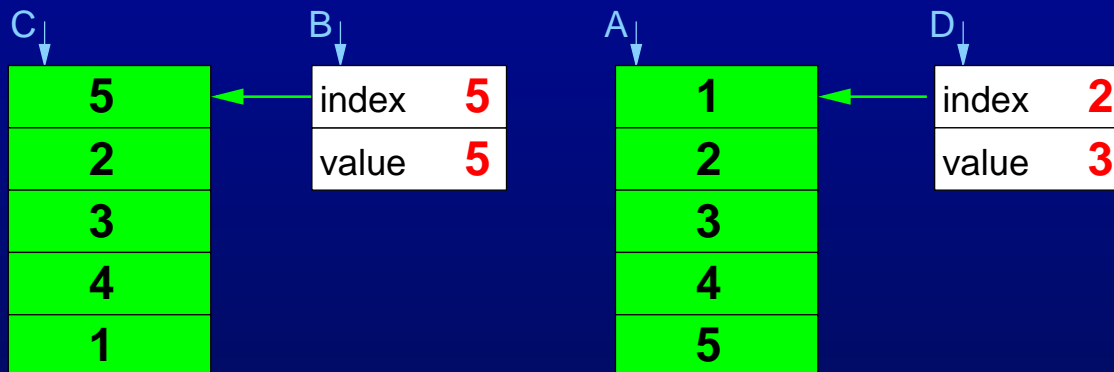 C B A D
5 index 5 1 index 2
2 value 5 2 value 3
3 3
4 4
1 5